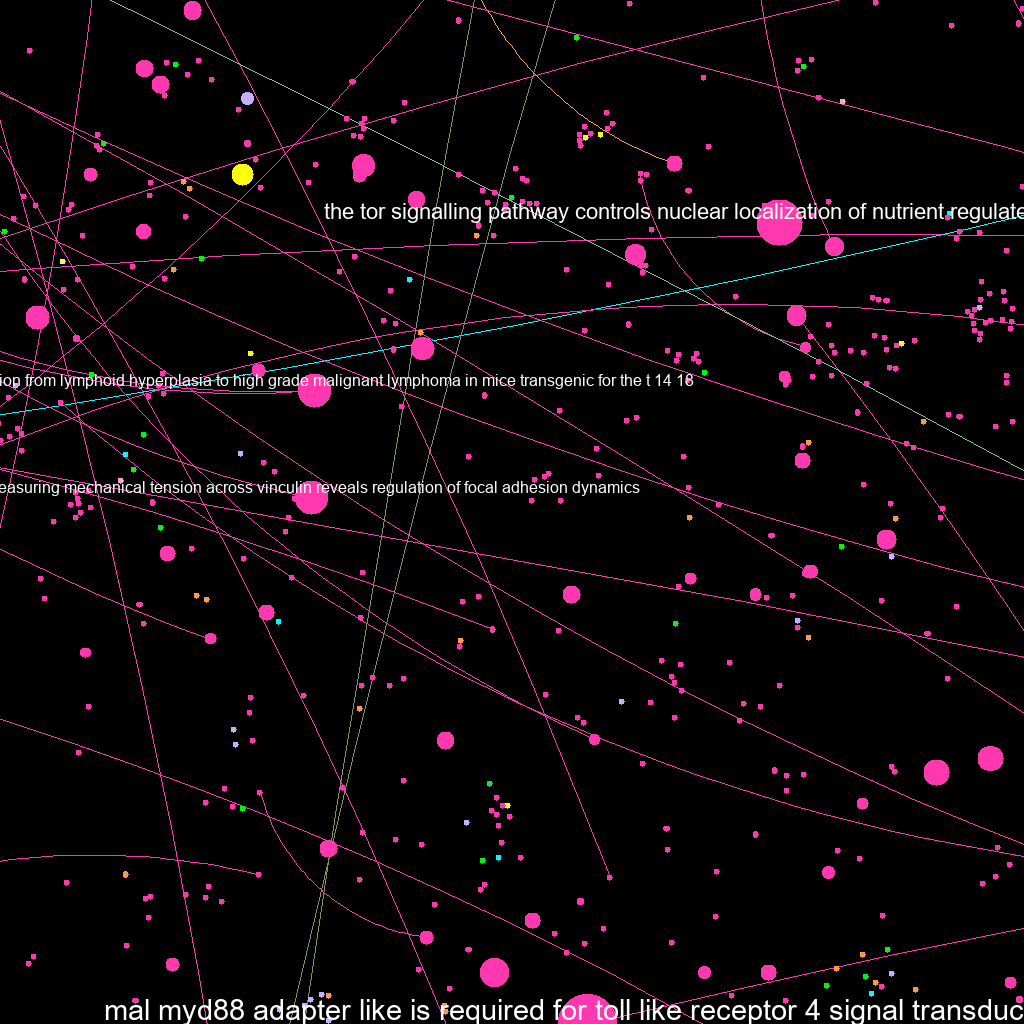 the tor signalling pathway controls nuclear localization of nutrient regulate
ion from lymphoid hyperplasia to high grade malignant lymphoma in mice transgenic for the t 14 18
easuring mechanical tension across vinculin reveals regulation of focal adhesion dynamics
mal myd88 adapter like is required for toll like receptor 4 signal transduc